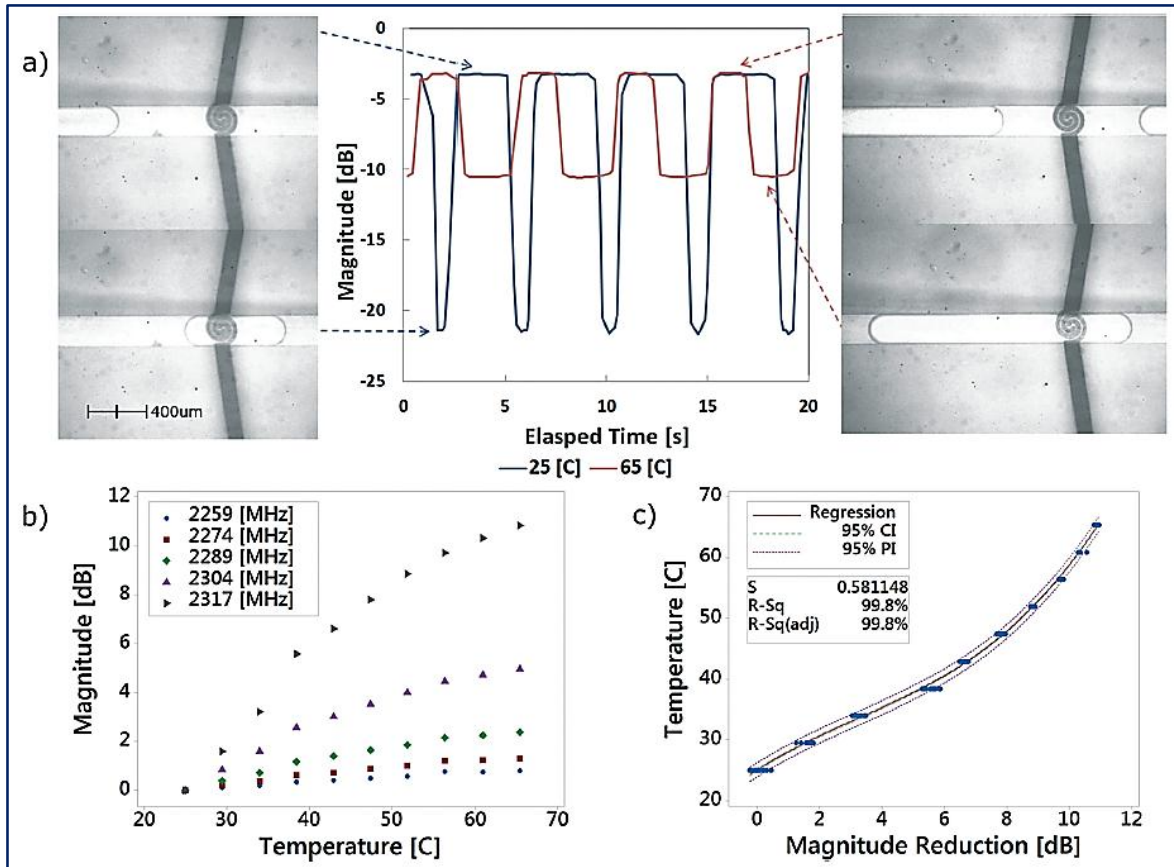 a)
0
-5
-10
-15
-20
-25
Magnitude [dB]
0 5 10 15 20
Elasped Time [s]
25 [C] 65 [C]
400um
b)
12
10
8
6
4
2
0
Magnitude [dB]
2259 [MHz]
2274 [MHz]
2289 [MHz]
2304 [MHz]
2317 [MHz]
20 30 40 50 60 70
Temperature [C]
c)
70
60
50
40
30
20
Temperature [C]
Regression
95% CI
95% PI
S 0.581148
R-Sq 99.8%
R-Sq(adj) 99.8%
0 2 4 6 8 10 12
Magnitude Reduction [dB]